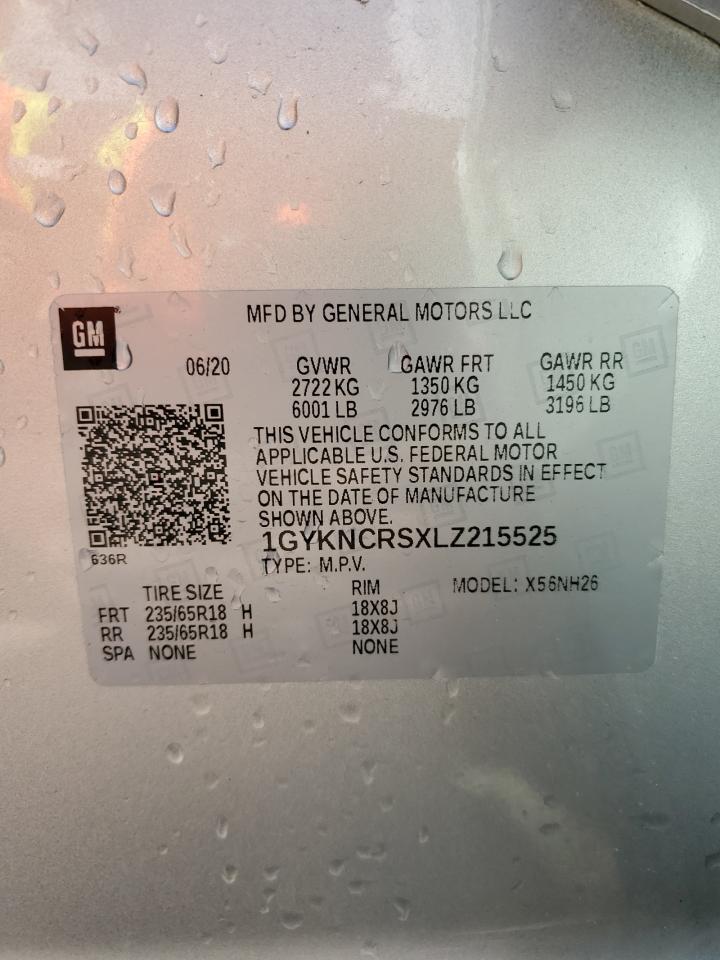 GM
MFD BY GENERAL MOTORS LLC
06/20 GVWR GAWR FRT GAWR RR
2722 KG 1350 KG 1450 KG
6001 LB 2976 LB 3196 LB
THIS VEHICLE CONFORMS TO ALL
APPLICABLE U.S. FEDERAL MOTOR
VEHICLE SAFETY STANDARDS IN EFFECT
ON THE DATE OF MANUFACTURE
SHOWN ABOVE.
1GYKNCRSXLZ215525
636R
TYPE: M.P.V.
TIRE SIZE RIM MODEL: X56NH26
FRT 235/65R18 H 18X8J
RR 235/65R18 H 18X8J
SPA NONE NONE